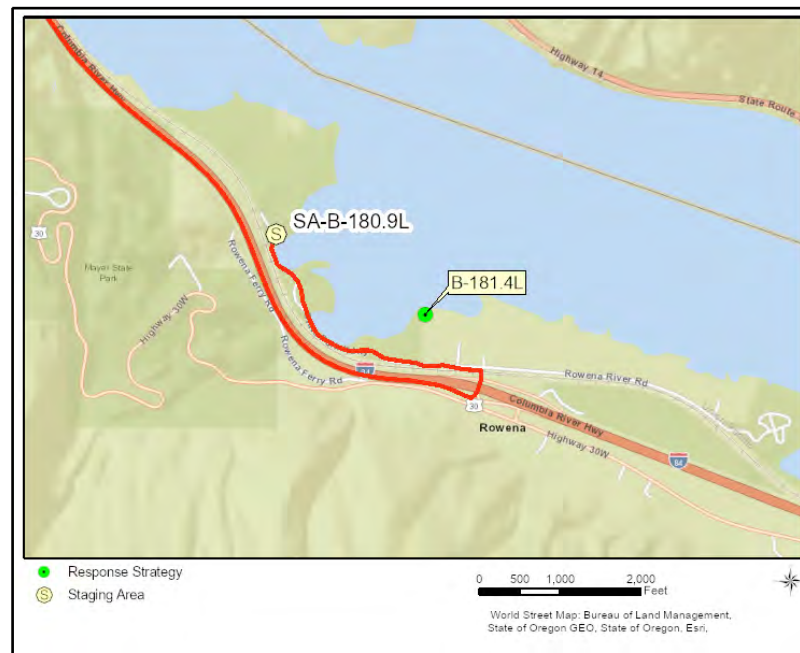 Columbia River Hwy
Highway 14
State Route
SA-B-180.9L
30
Mayer State
Park
Highway 30W
Rowena Ferry Rd
B-181.4L
Rowena Ferry Rd
84
Rowena River Rd
30
Columbia River Hwy
Rowena
Highway 30W
84
S
Response Strategy
S Staging Area
0 500 1,000 2,000
Feet
World Street Map: Bureau of Land Management,
State of Oregon GEO, State of Oregon, Esri,